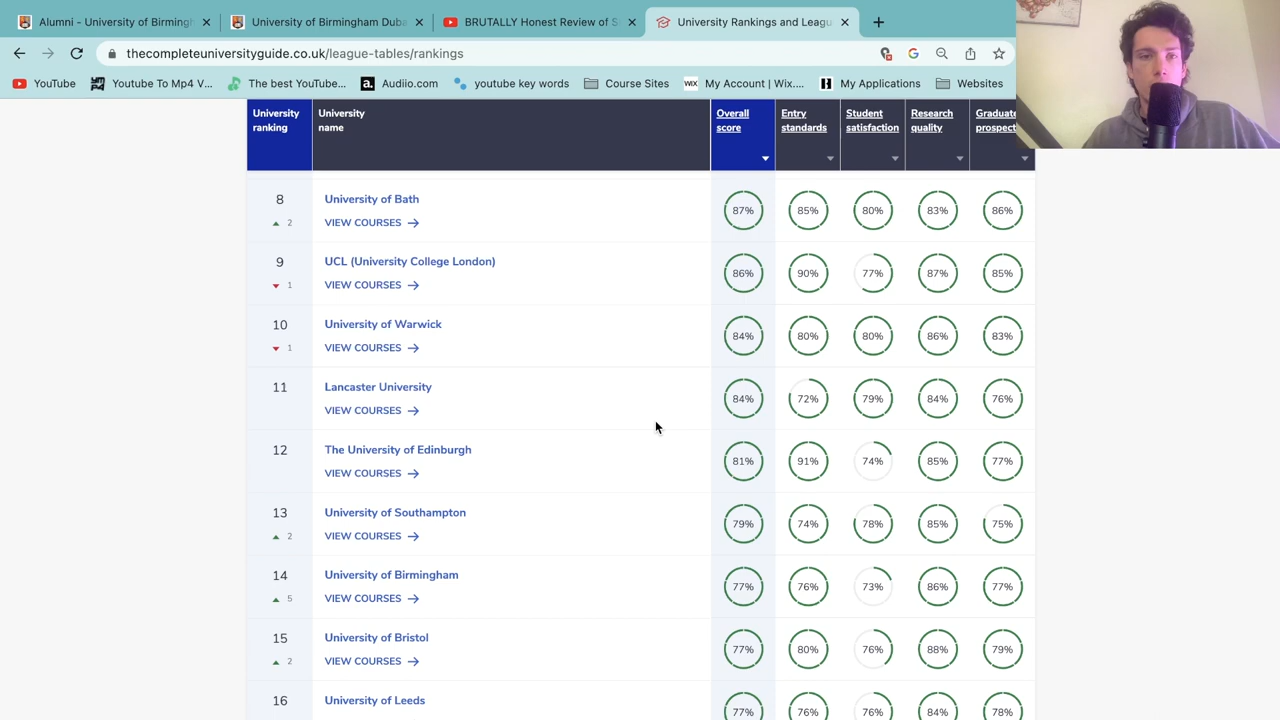 Alumni - University of Birmingh
University of Birmingham Duba
BRUTALLY Honest Review of S
University Rankings and Leagu
thecompleteuniversityguide.co.uk/league-tables/rankings
YouTube
Youtube To Mp4 V...
The best YouTube...
Audiio.com
youtube key words
Course Sites
My Account | Wix....
My Applications
Websites
University ranking
University name
Overall score
Entry standards
Student satisfaction
Research quality
Graduate prospect
8 University of Bath 87% 85% 80% 83% 86%
2 VIEW COURSES
9 UCL (University College London) 86% 90% 77% 87% 85%
1 VIEW COURSES
10 University of Warwick 84% 80% 80% 86% 83%
1 VIEW COURSES
11 Lancaster University 84% 72% 79% 84% 76%
VIEW COURSES
12 The University of Edinburgh 81% 91% 74% 85% 77%
VIEW COURSES
13 University of Southampton 79% 74% 78% 85% 75%
2 VIEW COURSES
14 University of Birmingham 77% 76% 73% 86% 77%
5 VIEW COURSES
15 University of Bristol 77% 80% 76% 88% 79%
2 VIEW COURSES
16 University of Leeds 77% 76% 76% 84% 78%